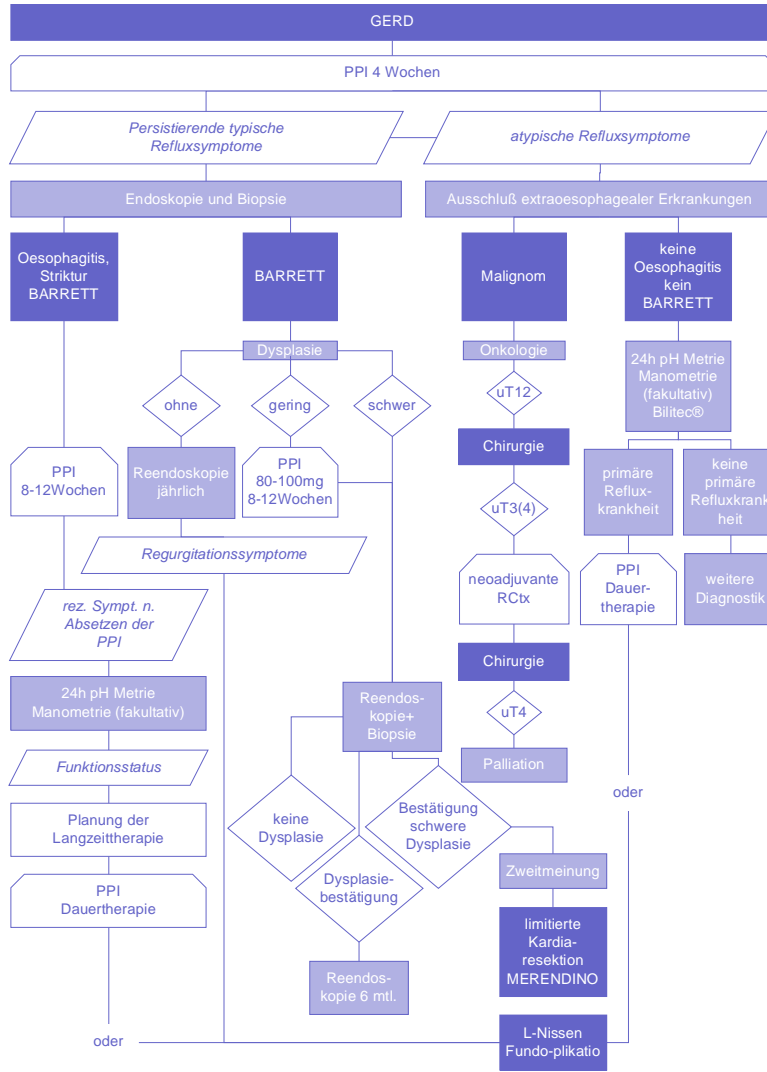 GERD
PPI 4 Wochen
Persistierende typische
Refluxsymptome
atypische Refluxsymptome
Endoskopie und Biopsie
Ausschluß extraoesophagealer Erkrankungen
Oesophagitis,
Striktur
BARRETT
BARRETT
Malignom
keine
Oesophagitis
kein
BARRETT
Dysplasie
Onkologie
24h pH Metrie
Manometrie
(fakultativ)
Bilitec®
ohne
gering
schwer
uT12
PPI
8-12Wochen
Reendoskopie
jährlich
PPI
80-100mg
8-12Wochen
Chirurgie
primäre
Reflux-
krankheit
keine
primäre
Refluxkrank
heit
uT3(4)
Regurgitationssymptome
neoadjuvante
RCtx
PPI
Dauer-
therapie
weitere
Diagnostik
rez. Sympt. n.
Absetzen der
PPI
Chirurgie
24h pH Metrie
Manometrie (fakultativ)
Reendos-
kopie+
Biopsie
uT4
Palliation
Funktionsstatus
oder
Planung der
Langzeittherapie
keine
Dysplasie
Bestätigung
schwere
Dysplasie
PPI
Dauertherapie
Dysplasie-
bestätigung
Zweitmeinung
limitierte
Kardia-
resektion
MERENDINO
Reendos-
kopie 6 mtl.
oder
L-Nissen
Fundo-plikatio